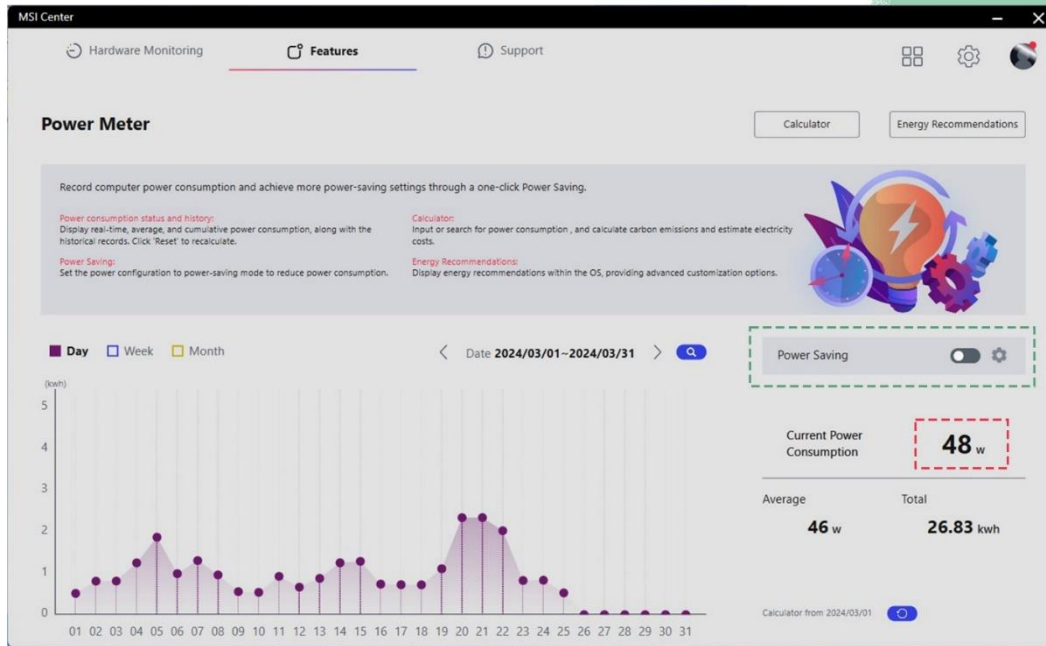 MSI Center
Hardware Monitoring
Features
Support
Power Meter
Calculator
Energy Recommendations
Record computer power consumption and achieve more power-saving settings through a one-click Power Saving.
Power consumption status and history:
Display real-time, average, and cumulative power consumption, along with the
historical records. Click 'Reset' to recalculate.
Power Saving:
Set the power configuration to power-saving mode to reduce power consumption.
Calculator:
Input or search for power consumption , and calculate carbon emissions and estimate electricity
costs.
Energy Recommendations:
Display energy recommendations within the OS, providing advanced customization options.
Day
Week
Month
Date 2024/03/01~2024/03/31
Power Saving
(kwh)
5
4
3
2
1
0
01 02 03 04 05 06 07 08 09 10 11 12 13 14 15 16 17 18 19 20 21 22 23 24 25 26 27 28 29 30 31
Current Power
Consumption
48 w
Average
46 w
Total
26.83 kwh
Calculator from 2024/03/01